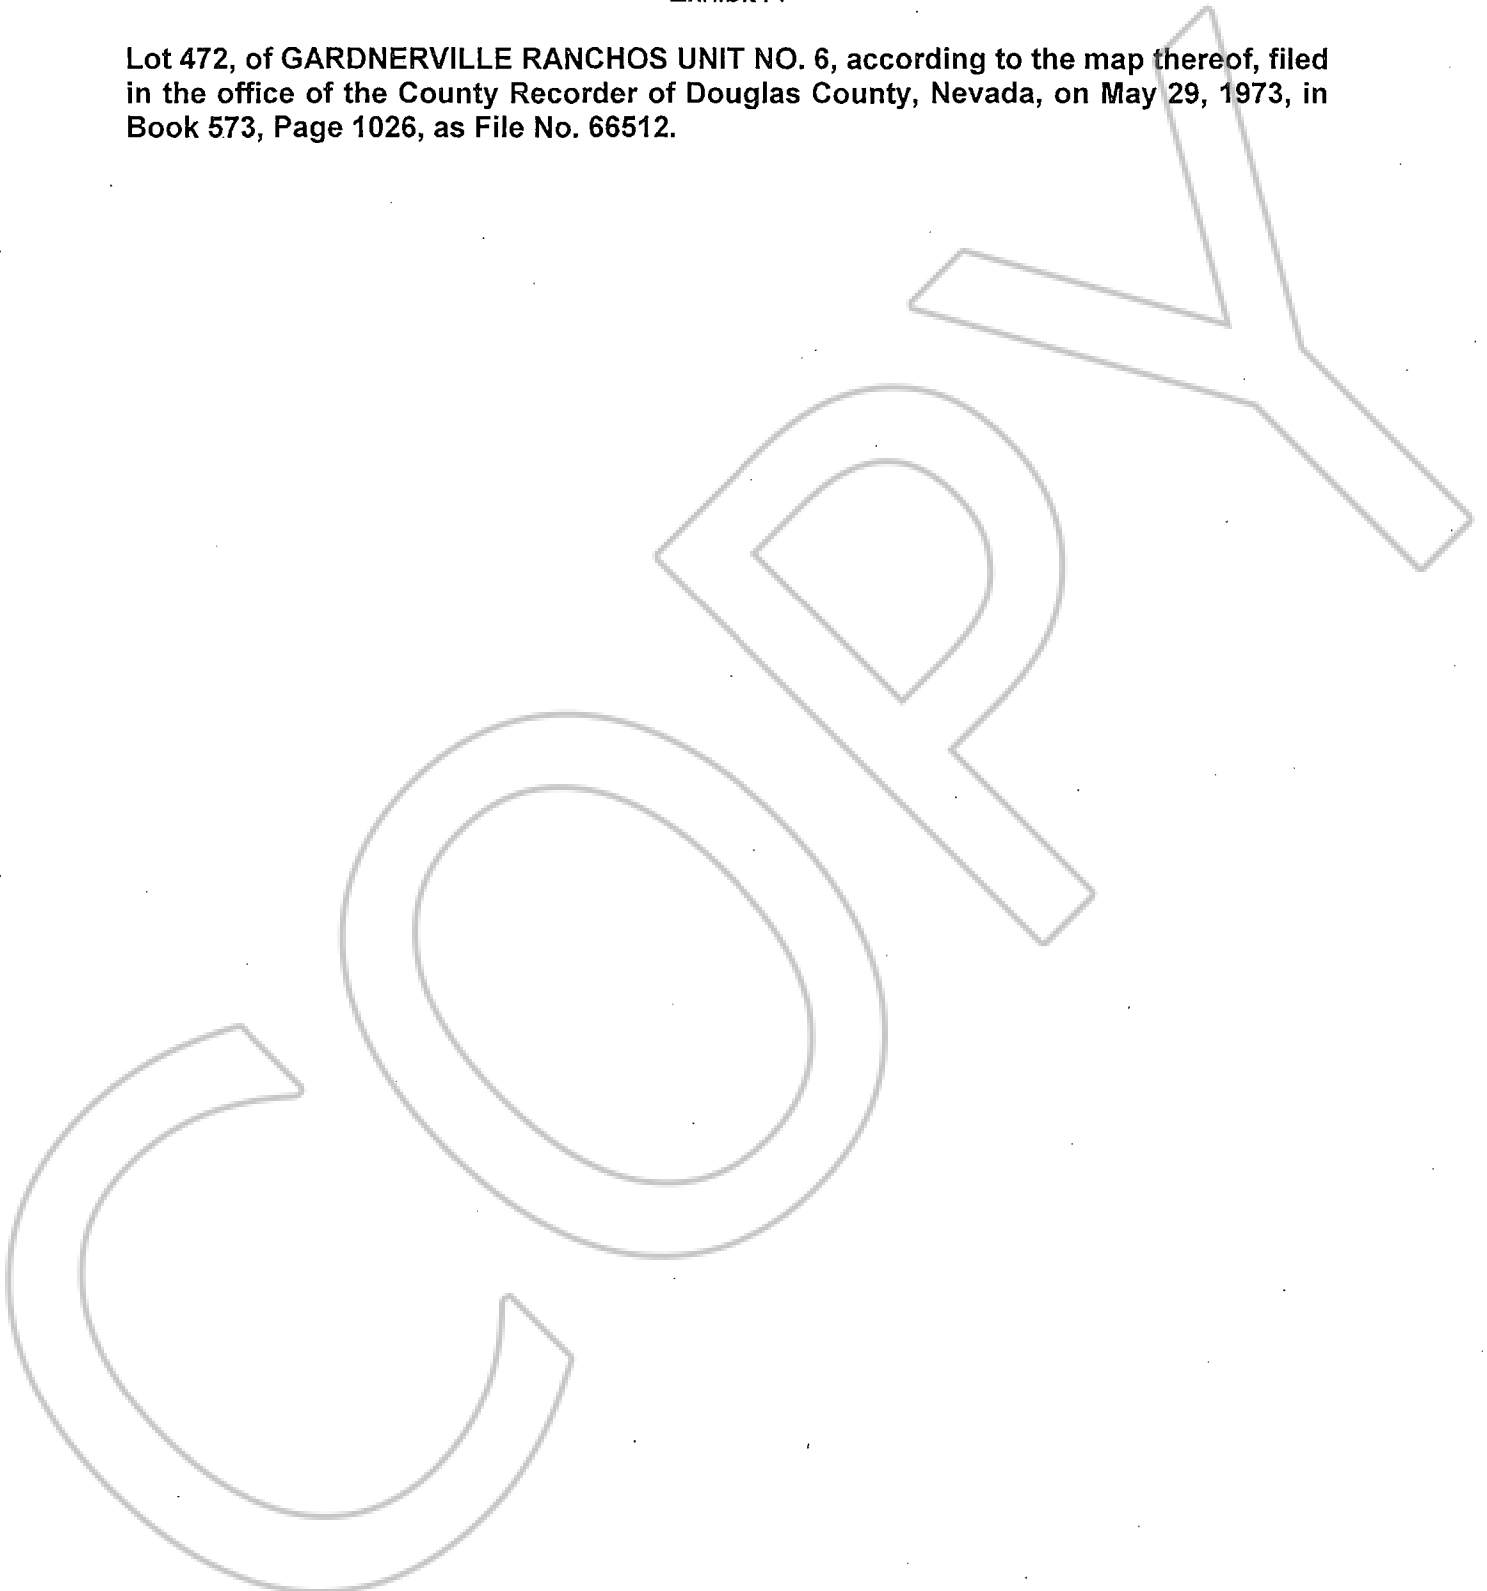 Lot 472, of GARDNERVILLE RANCHOS UNIT NO. 6, according to the map thereof, filed
in the office of the County Recorder of Douglas County, Nevada, on May 29, 1973, in
Book 573, Page 1026, as File No. 66512.
COPY